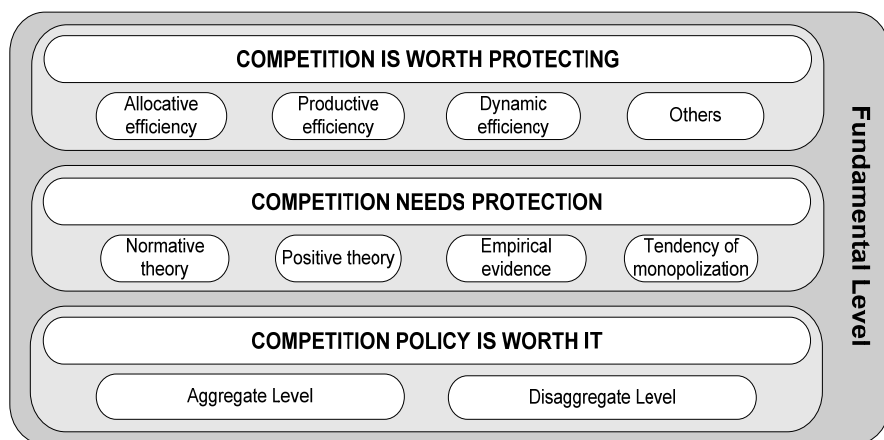 COMPETITION IS WORTH PROTECTING
Allocative
efficiency
Productive
efficiency
Dynamic
efficiency
Others
COMPETITION NEEDS PROTECTION
Normative
theory
Positive theory
Empirical
evidence
Tendency of
monopolization
COMPETITION POLICY IS WORTH IT
Aggregate Level
Disaggregate Level
Fundamental Level